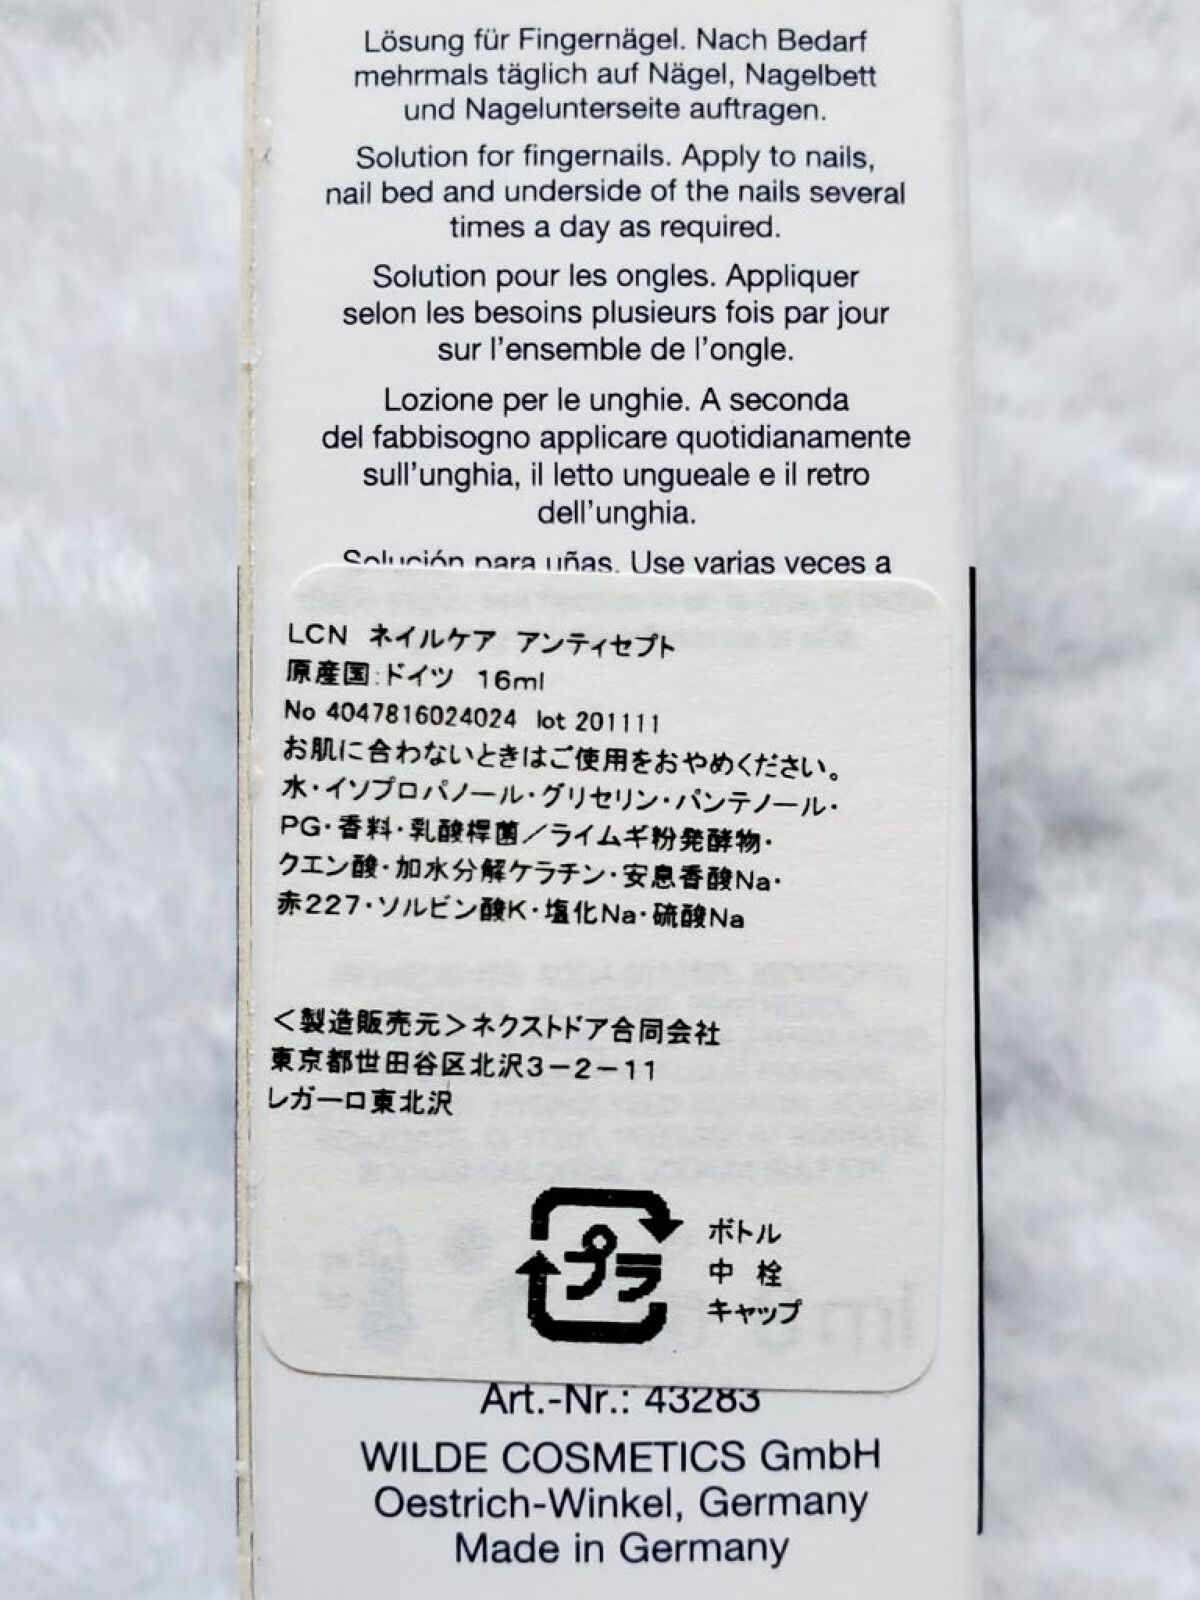 Lösung für Fingernägel. Nach Bedarf
mehrmals täglich auf Nägel, Nagelbett
und Nagelunterseite auftragen.
Solution for fingernails. Apply to nails,
nail bed and underside of the nails several
times a day as required.
Solution pour les ongles. Appliquer
selon les besoins plusieurs fois par jour
sur l'ensemble de l'ongle.
Lozione per le unghie. A seconda
del fabbisogno applicare quotidianamente
sull'unghia, il letto ungueale e il retro
dell'unghia.
Solución para uñas. Use varias veces a
LCN ネイルケア アンティセプト
原産国:ドイツ 16ml
No 4047816024024 lot 201111
お肌に合わないときはご使用をおやめください。
水・イソプロパノール・グリセリン・パンテノール・
PG・香料・乳酸桿菌／ライムギ粉発酵物・
クエン酸・加水分解ケラチン・安息香酸Na・
赤227・ソルビン酸K・塩化Na・硫酸Na
＜製造販売元＞ネクストドア合同会社
東京都世田谷区北沢3－2－11
レガーロ東北沢
プラ
ボトル
中 栓
キャップ
Art.-Nr.: 43283
WILDE COSMETICS GmbH
Oestrich-Winkel, Germany
Made in Germany